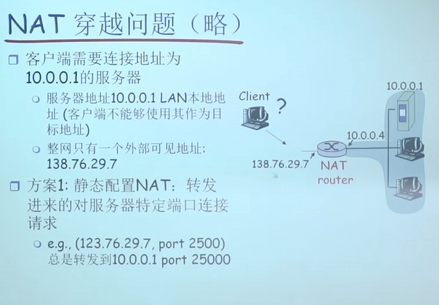 NAT 穿越问题（略）
客户端需要连接地址为
10.0.0.1的服务器
服务器地址10.0.0.1 LAN本地地
址 (客户端不能够使用其作为目
标地址)
整网只有一个外部可见地址:
138.76.29.7
方案1: 静态配置NAT: 转发
进来的对服务器特定端口连接
请求
e.g., (123.76.29.7, port 2500)
总是转发到10.0.0.1 port 25000
Client
?
10.0.0.1
10.0.0.4
138.76.29.7
NAT
router